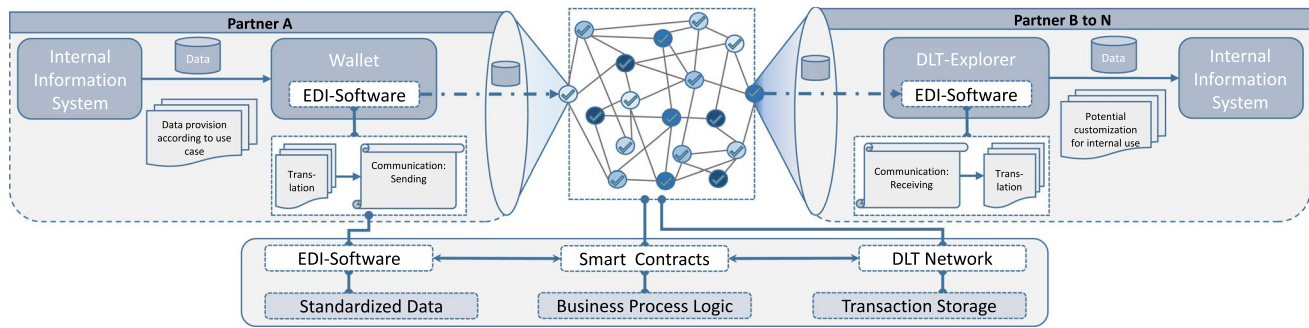 Partner A
Internal
Information
System
Data
Data provision
according to use
case
Wallet
EDI-Software
Trans-
lation
Communication:
Sending
Partner B to N
DLT-Explorer
EDI-Software
Communication:
Receiving
Trans-
lation
Data
Potential
customization
for internal use
Internal
Information
System
EDI-Software
Smart Contracts
DLT Network
Standardized Data
Business Process Logic
Transaction Storage